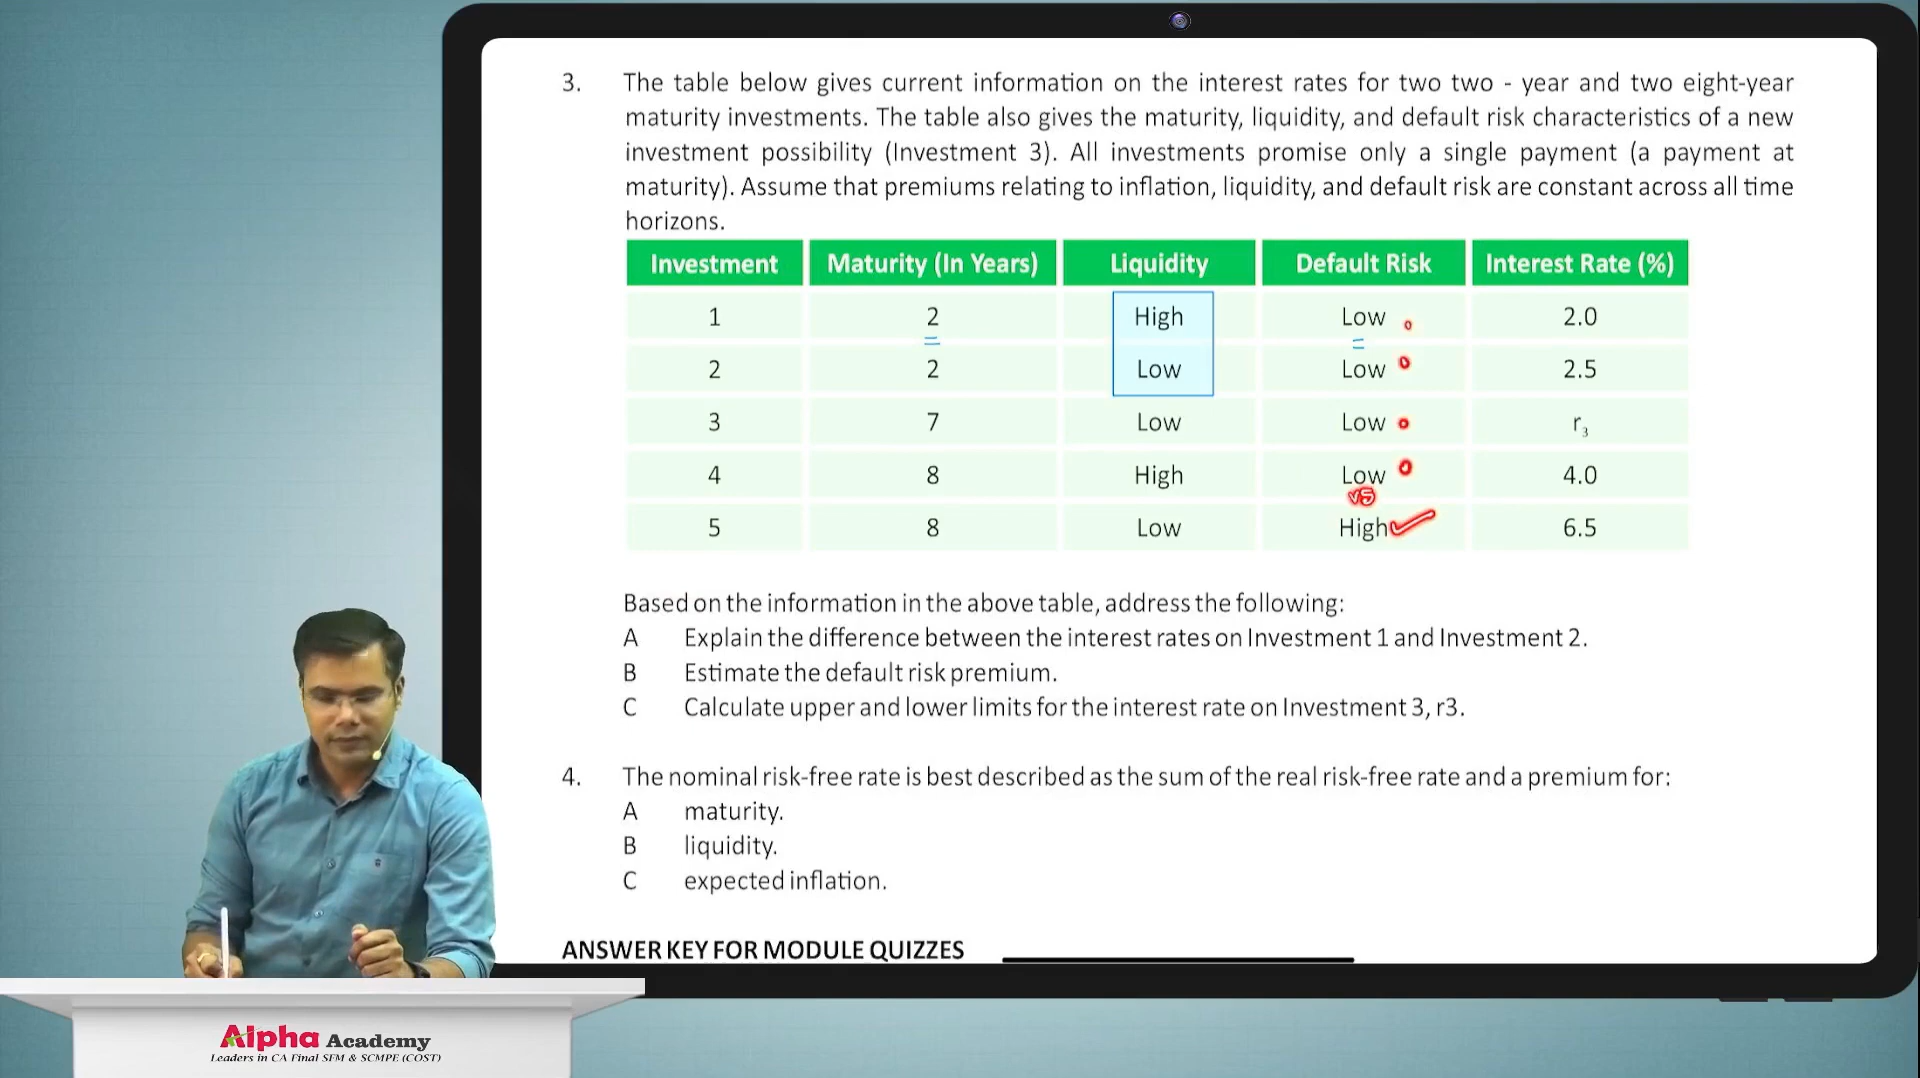 3. The table below gives current information on the interest rates for two two - year and two eight-year
maturity investments. The table also gives the maturity, liquidity, and default risk characteristics of a new
investment possibility (Investment 3). All investments promise only a single payment (a payment at
maturity). Assume that premiums relating to inflation, liquidity, and default risk are constant across all time
horizons.
Investment Maturity (In Years) Liquidity Default Risk Interest Rate (%)
1 2 High Low 2.0
2 2 Low Low 2.5
3 7 Low Low r₃
4 8 High Low 4.0
vs
5 8 Low High 6.5
Based on the information in the above table, address the following:
A Explain the difference between the interest rates on Investment 1 and Investment 2.
B Estimate the default risk premium.
C Calculate upper and lower limits for the interest rate on Investment 3, r3.
4. The nominal risk-free rate is best described as the sum of the real risk-free rate and a premium for:
A maturity.
B liquidity.
C expected inflation.
ANSWER KEY FOR MODULE QUIZZES
Alpha Academy
Leaders in CA Final SFM & SCMPE (COST)